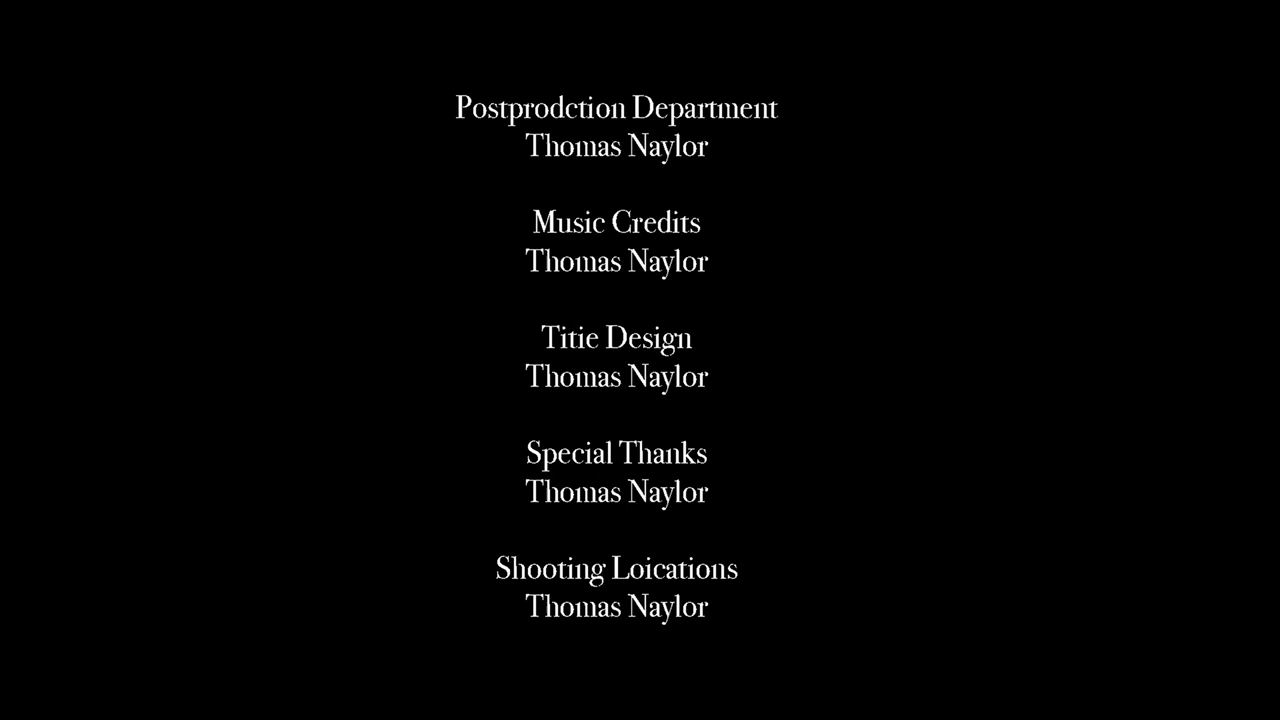 Postprodction Department
Thomas Naylor
Music Credits
Thomas Naylor
Titie Design
Thomas Naylor
Special Thanks
Thomas Naylor
Shooting Loications
Thomas Naylor